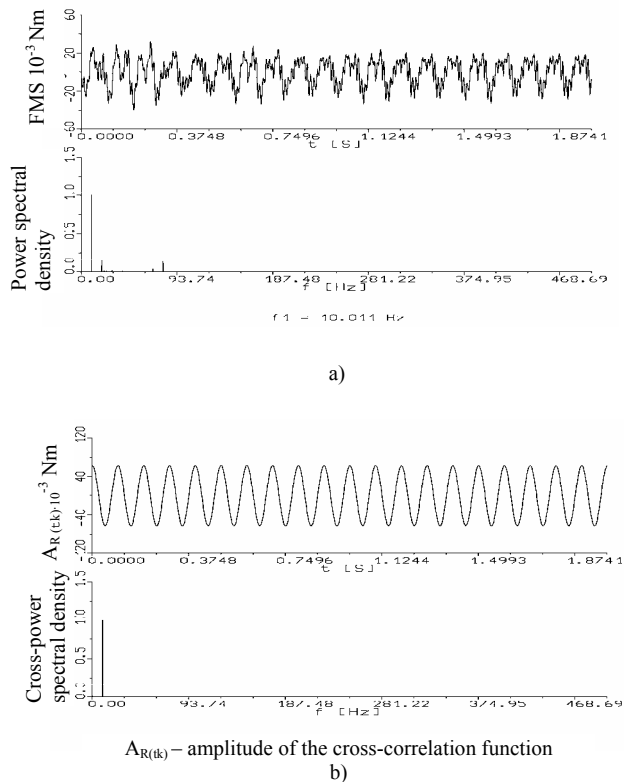 FMS 10-3 Nm
60
20
-20
-60
-0.0000 0.3748 0.7496 1.1244 1.4993 1.8741
t [S]
Power spectral
density
1.5
1.0
0.5
0.0
0.00 93.74 187.48 281.22 374.95 468.69
f [Hz]
f1 = 10.011 Hz
a)
AR(tk)·10-3 Nm
120
40
-40
-120
-0.0000 0.3748 0.7496 1.1244 1.4993 1.8741
t [S]
Cross-power
spectral density
1.5
1.0
0.5
0.0
0.00 93.74 187.48 281.22 374.95 468.69
f [Hz]
AR(tk) – amplitude of the cross-correlation function
b)